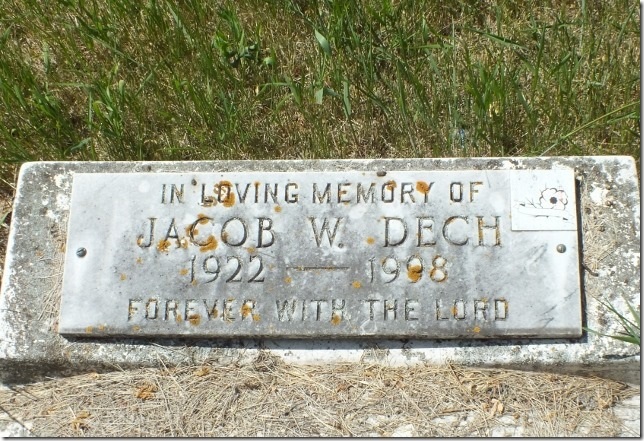 IN LOVING MEMORY OF
JACOB W. DECH
1922 — 1998
FOREVER WITH THE LORD